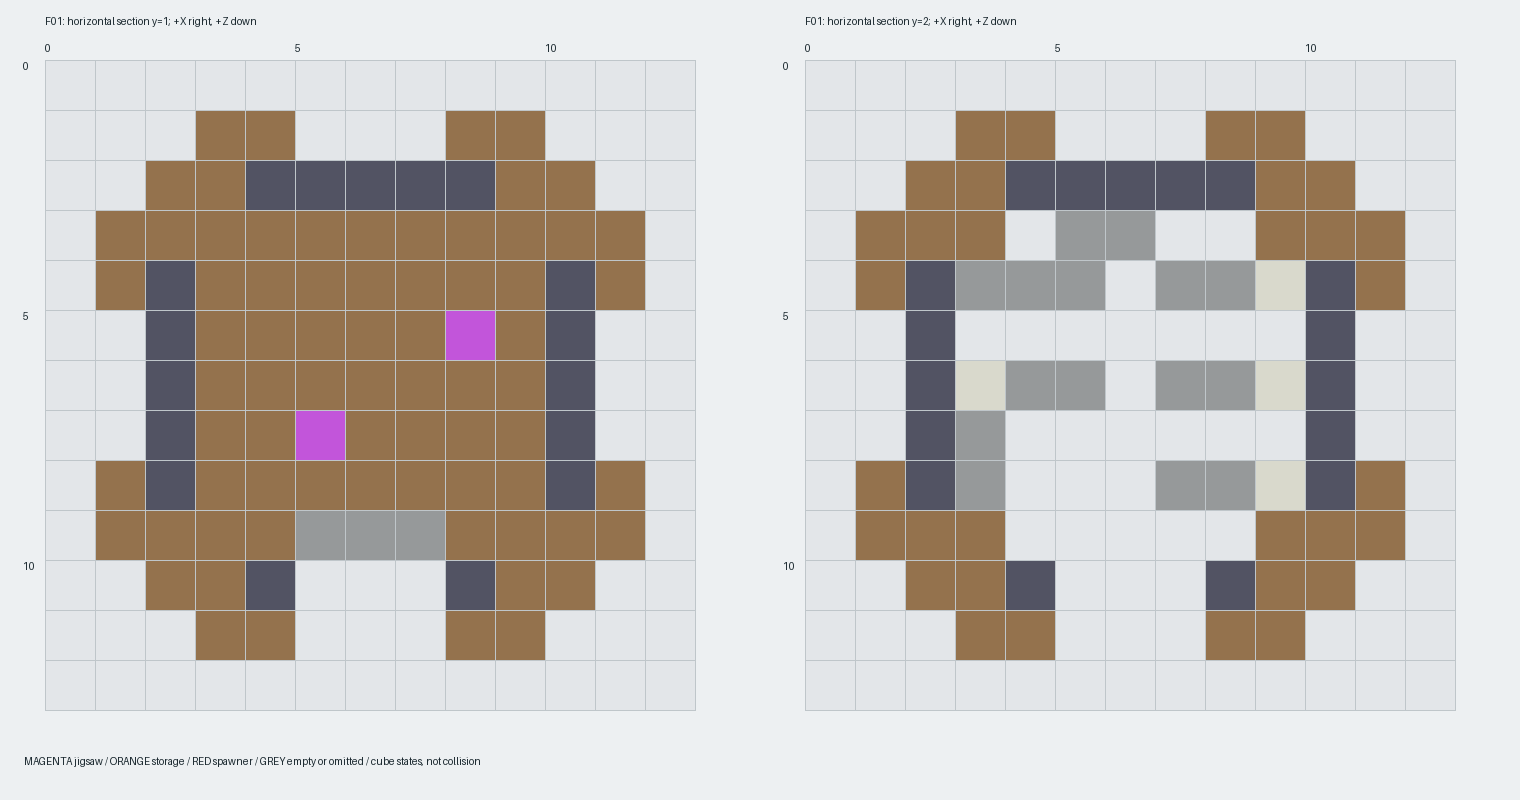 F01: horizontal section y=1; +X right, +Z down
F01: horizontal section y=2; +X right, +Z down
0 5 10
0 5 10
0
0
5
5
10
10
MAGENTA jigsaw / ORANGE storage / RED spawner / GREY empty or omitted / cube states, not collision